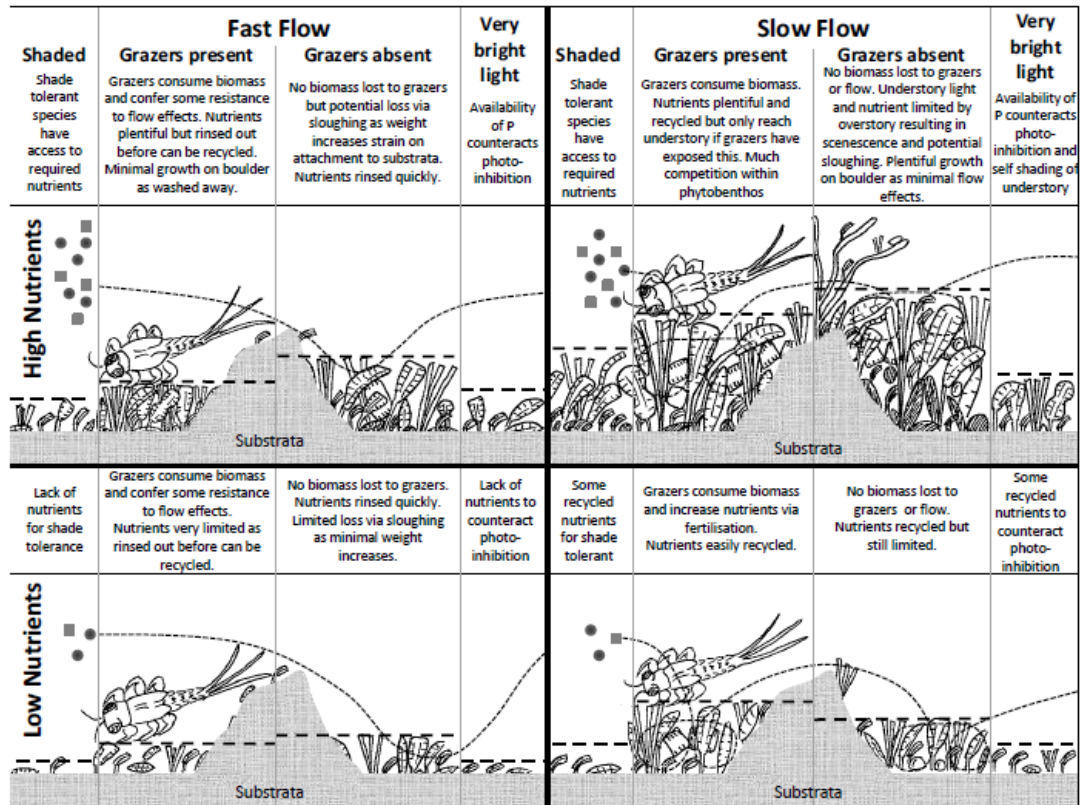 Fast Flow
Shaded
Shade
tolerant
species
have
access to
required
nutrients
Grazers present
Grazers consume biomass
and confer some resistance
to flow effects. Nutrients
plentiful but rinsed out
before can be recycled.
Minimal growth on boulder
as washed away.
Grazers absent
No biomass lost to grazers
but potential loss via
sloughing as weight
increases strain on
attachment to substrata.
Nutrients rinsed quickly.
Very
bright
light
Availability
of P
counteracts
photo-
inhibition
Slow Flow
Shaded
Shade
tolerant
species
have
access to
required
nutrients
Grazers present
Grazers consume biomass.
Nutrients plentiful and
recycled but only reach
understory if grazers have
exposed this. Much
competition within
phytobenthos
Grazers absent
No biomass lost to grazers
or flow. Understory light
and nutrient limited by
overstory resulting in
scenescence and potential
sloughing. Plentiful growth
on boulder as minimal flow
effects.
Very
bright
light
Availability of
P counteracts
photo-
inhibition and
self shading of
understory
High Nutrients
Substrata
Substrata
Lack of
nutrients
for shade
tolerance
Grazers consume biomass
and confer some resistance
to flow effects.
Nutrients very limited as
rinsed out before can be
recycled.
No biomass lost to grazers.
Nutrients rinsed quickly.
Limited loss via sloughing
as minimal weight
increases.
Lack of
nutrients to
counteract
photo-
inhibition
Some
recycled
nutrients
for shade
tolerant
Grazers consume biomass
and increase nutrients via
fertilisation.
Nutrients easily recycled.
No biomass lost to
grazers or flow.
Nutrients recycled but
still limited.
Some
recycled
nutrients to
counteract
photo-
inhibition
Low Nutrients
Substrata
Substrata